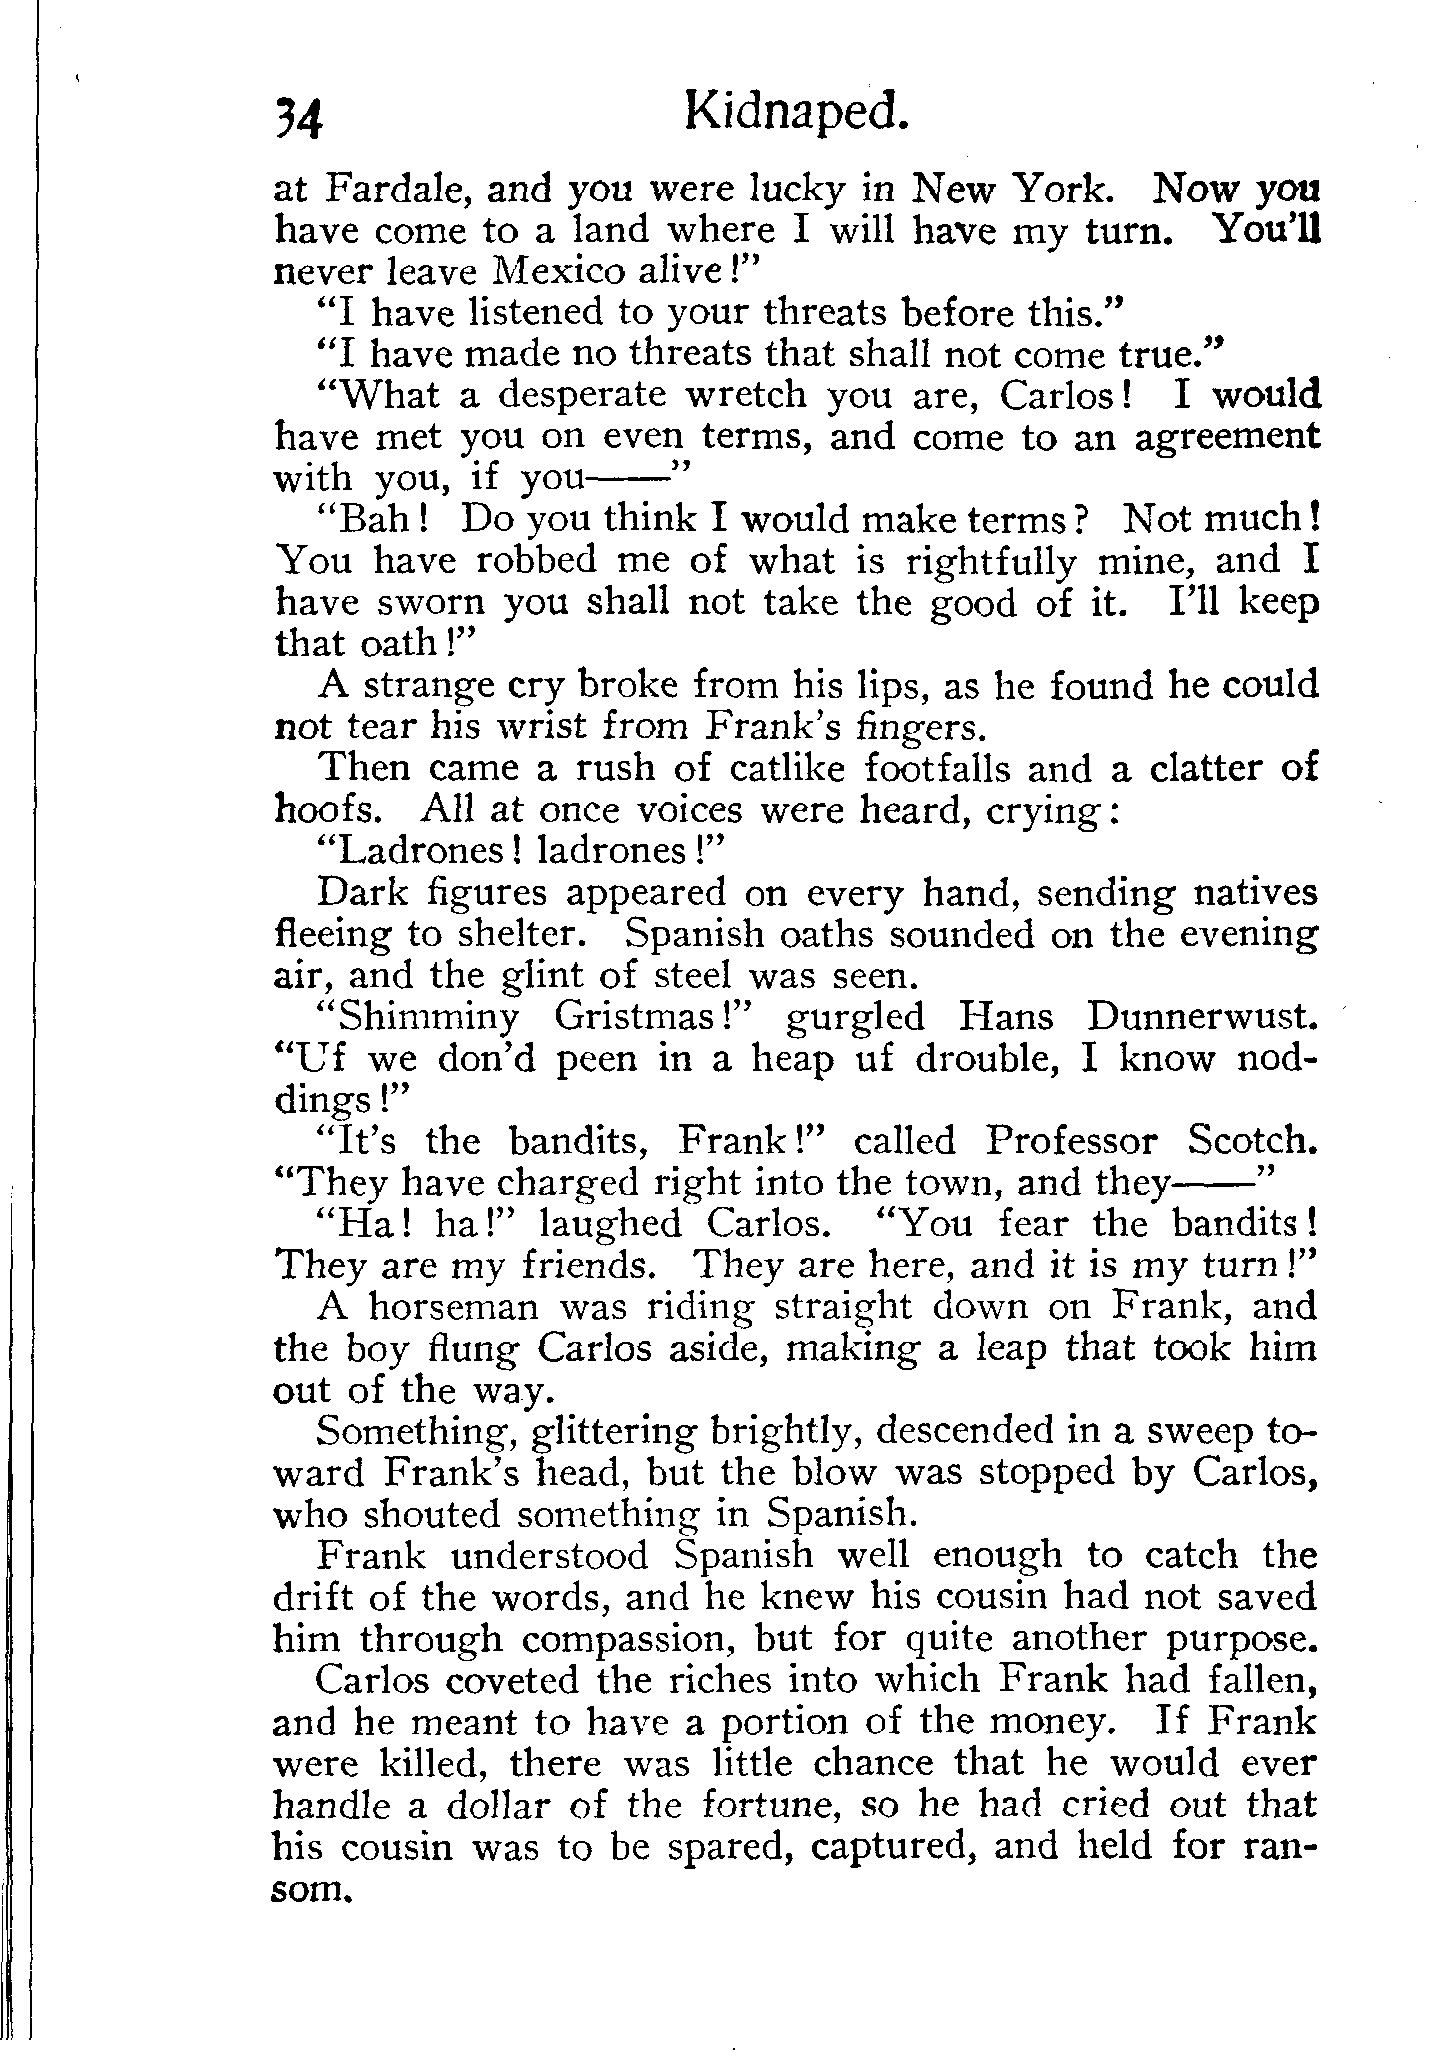 34 Kidnaped.
at Fardale, and you were lucky in New York. Now you
have come to a land where I will have my turn. You'll
never leave Mexico alive!"
"I have listened to your threats before this."
"I have made no threats that shall not come true."
"What a desperate wretch you are, Carlos! I would
have met you on even terms, and come to an agreement
with you, if you——"
"Bah! Do you think I would make terms? Not much!
You have robbed me of what is rightfully mine, and I
have sworn you shall not take the good of it. I'll keep
that oath!"
A strange cry broke from his lips, as he found he could
not tear his wrist from Frank's fingers.
Then came a rush of catlike footfalls and a clatter of
hoofs. All at once voices were heard, crying:
"Ladrones! ladrones!"
Dark figures appeared on every hand, sending natives
fleeing to shelter. Spanish oaths sounded on the evening
air, and the glint of steel was seen.
"Shimminy Gristmas!" gurgled Hans Dunnerwust.
"Uf we don'd peen in a heap uf drouble, I know nod-
dings!"
"It's the bandits, Frank!" called Professor Scotch.
"They have charged right into the town, and they——"
"Ha! ha!" laughed Carlos. "You fear the bandits!
They are my friends. They are here, and it is my turn!"
A horseman was riding straight down on Frank, and
the boy flung Carlos aside, making a leap that took him
out of the way.
Something, glittering brightly, descended in a sweep to-
ward Frank's head, but the blow was stopped by Carlos,
who shouted something in Spanish.
Frank understood Spanish well enough to catch the
drift of the words, and he knew his cousin had not saved
him through compassion, but for quite another purpose.
Carlos coveted the riches into which Frank had fallen,
and he meant to have a portion of the money. If Frank
were killed, there was little chance that he would ever
handle a dollar of the fortune, so he had cried out that
his cousin was to be spared, captured, and held for ran-
som.